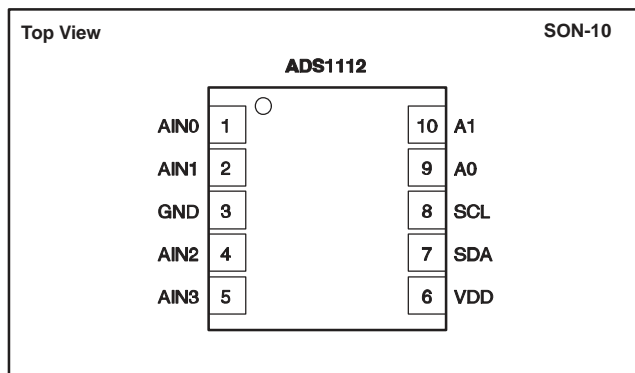 Top View SON-10
ADS1112
AIN0 1 10 A1
AIN1 2 9 A0
GND 3 8 SCL
AIN2 4 7 SDA
AIN3 5 6 VDD